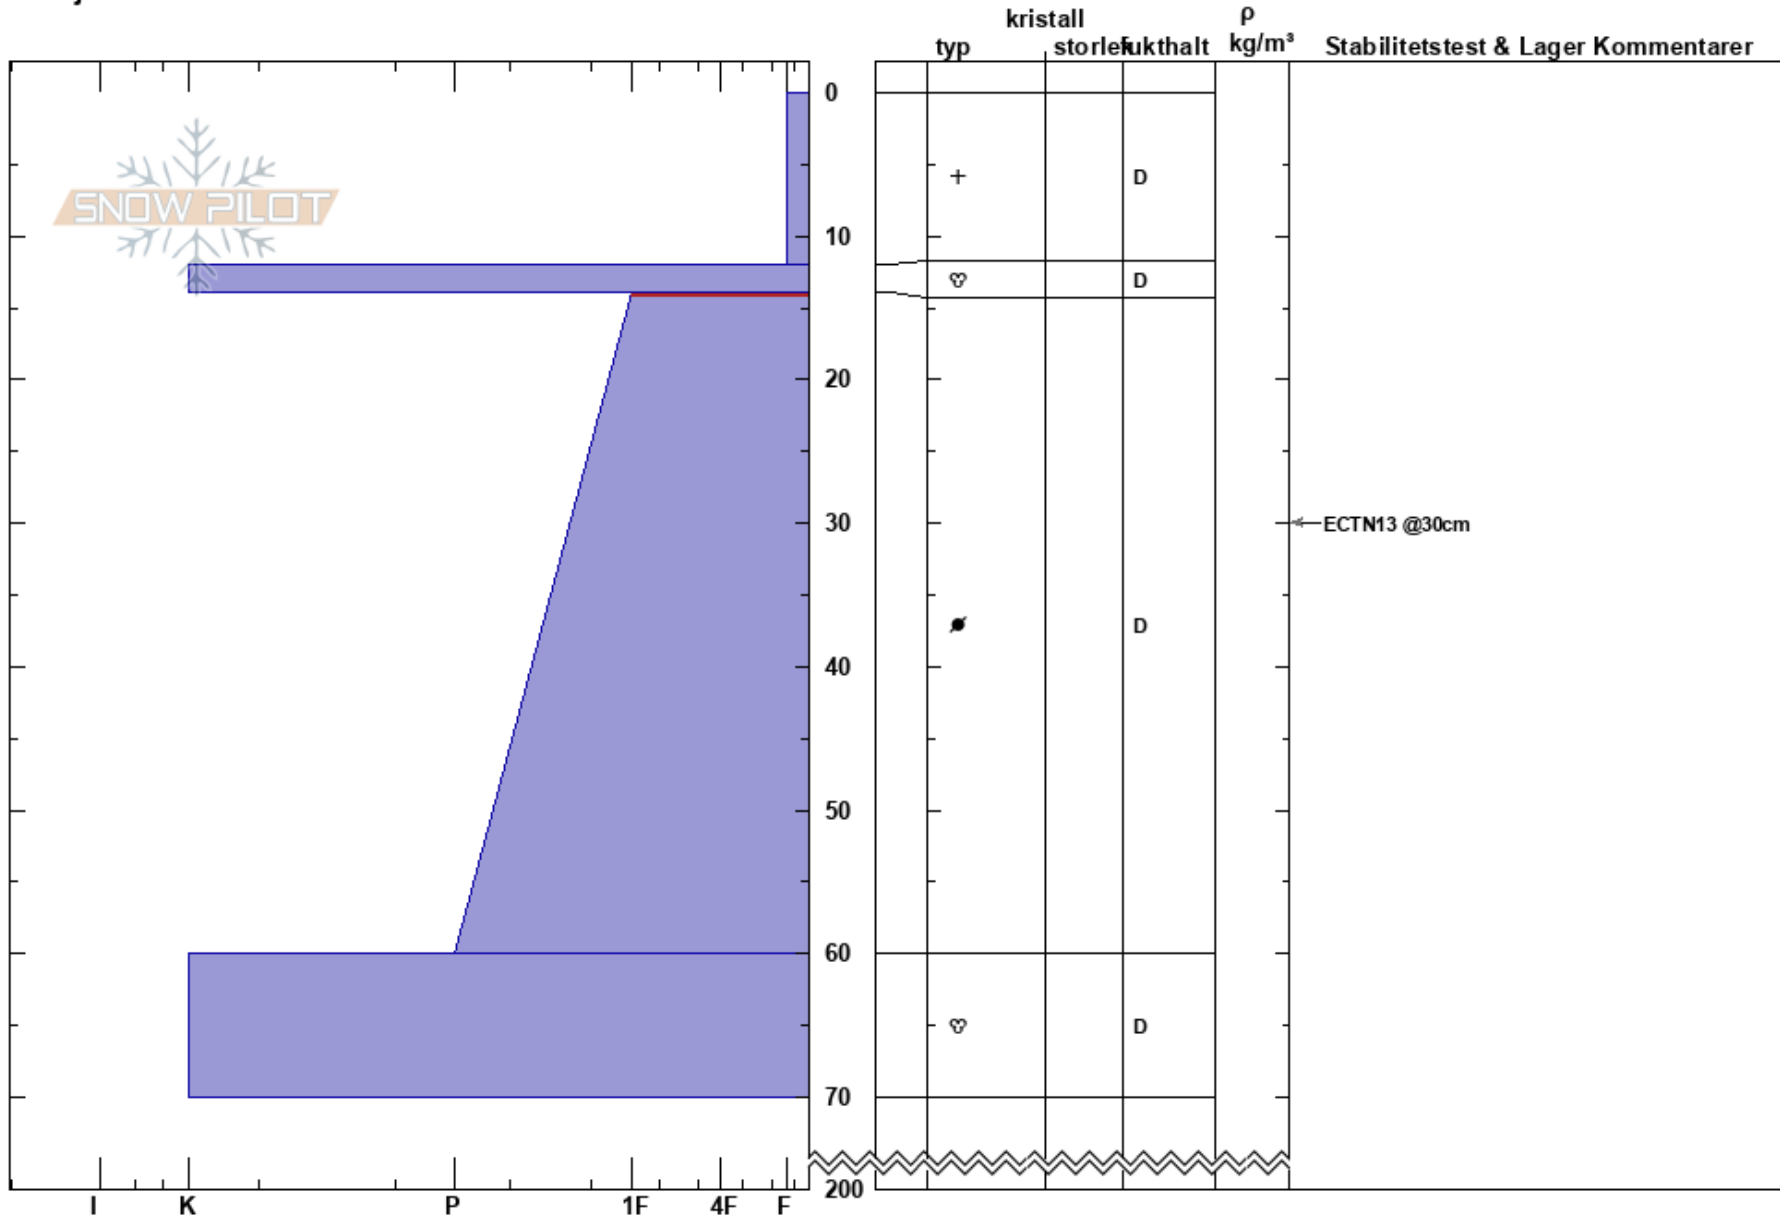 kristall
ρ
typ storlek fukthalt kg/m³ Stabilitetstest & Lager Kommentarer
0
SNOW PILOT
+ D
10
D
20
30
ECTN13 @30cm
D
40
50
60
D
70
200
I K P 1F 4F F